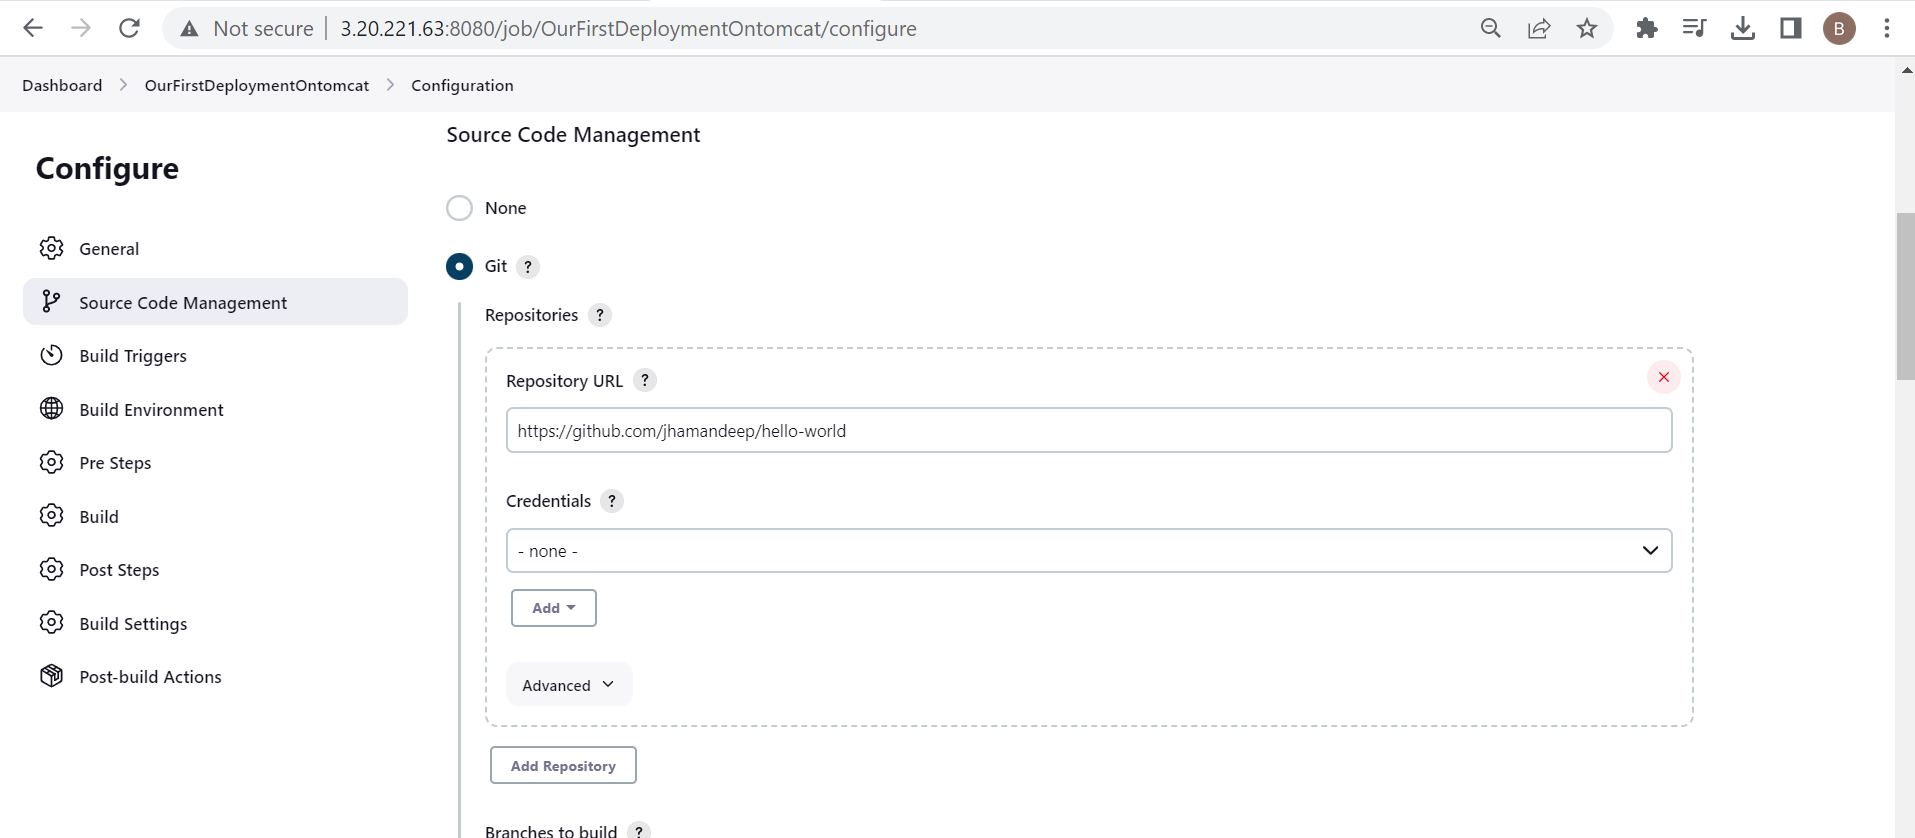 Not secure | 3.20.221.63:8080/job/OurFirstDeploymentOntomcat/configure
B
Dashboard > OurFirstDeploymentOntomcat > Configuration
Configure
General
Source Code Management
Build Triggers
Build Environment
Pre Steps
Build
Post Steps
Build Settings
Post-build Actions
Source Code Management
None
Git ?
Repositories ?
Repository URL ?
https://github.com/jhamandeep/hello-world
Credentials ?
- none -
Add
Advanced
Add Repository
Branches to build ?